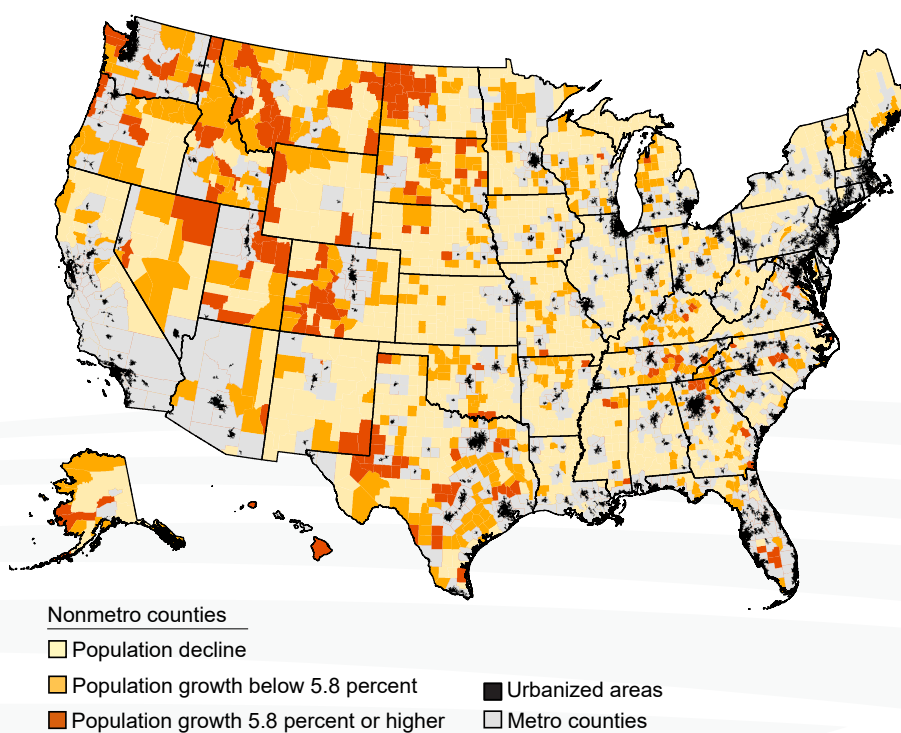 Nonmetro counties
Population decline
Population growth below 5.8 percent
Population growth 5.8 percent or higher
Urbanized areas
Metro counties